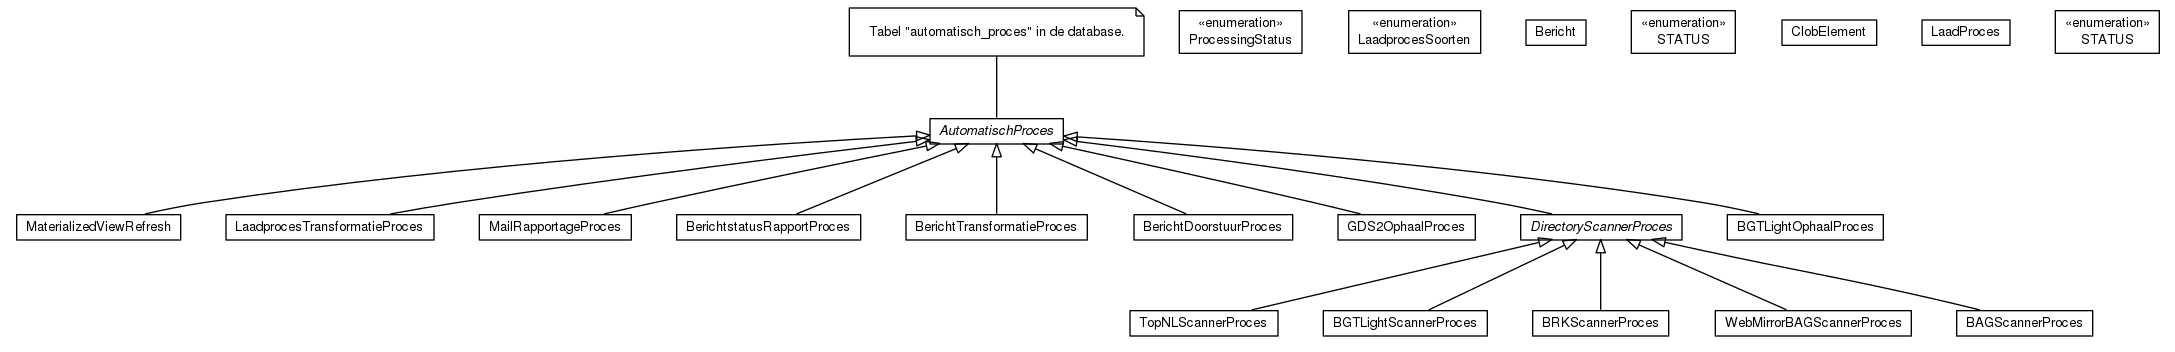 Tabel "automatisch_proces" in de database.
«enumeration»
ProcessingStatus
«enumeration»
LaadprocesSoorten
Bericht
«enumeration»
STATUS
ClobElement
LaadProces
«enumeration»
STATUS
AutomatischProces
MaterializedViewRefresh
LaadprocesTransformatieProces
MailRapportageProces
BerichtstatusRapportProces
BerichtTransformatieProces
BerichtDoorstuurProces
GDS2OphaalProces
DirectoryScannerProces
BGTLightOphaalProces
TopNLScannerProces
BGTLightScannerProces
BRKScannerProces
WebMirrorBAGScannerProces
BAGScannerProces